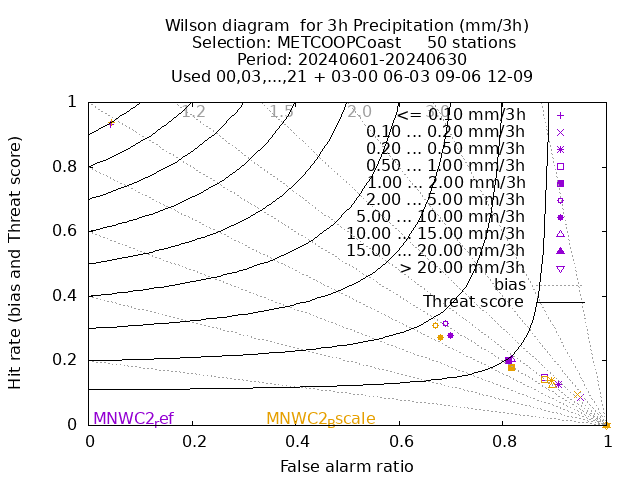 Wilson diagram  for 3h Precipitation (mm/3h)
Selection: METCOOPCoast     50 stations
Period: 20240601-20240630
Used 00,03,...,21 + 03-00 06-03 09-06 12-09
Hit rate (bias and Threat score)
1
0.8
0.6
0.4
0.2
0
1.2
1.5
2.0
3.0
<= 0.10 mm/3h
0.10 ... 0.20 mm/3h
0.20 ... 0.50 mm/3h
0.50 ... 1.00 mm/3h
1.00 ... 2.00 mm/3h
2.00 ... 5.00 mm/3h
5.00 ... 10.00 mm/3h
10.00 ... 15.00 mm/3h
15.00 ... 20.00 mm/3h
> 20.00 mm/3h
bias
Threat score
MNWC2ref
MNWC2Bscale
0
0.2
0.4
0.6
0.8
1
False alarm ratio